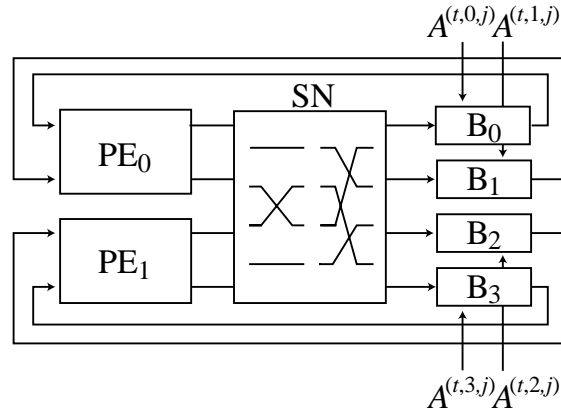 A^{(t,0,j)} A^{(t,1,j)}
SN
B₀
PE₀
B₁
B₂
PE₁
B₃
A^{(t,3,j)} A^{(t,2,j)}